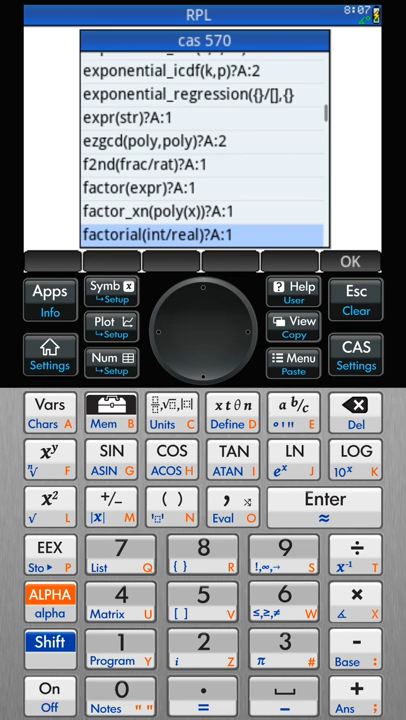 RPL
8:07
cas 570
exponential_icdf(k,p)?A:2
exponential_regression({}/[],{}
expr(str)?A:1
ezgcd(poly,poly)?A:2
f2nd(frac/rat)?A:1
factor(expr)?A:1
factor_xn(poly(x))?A:1
factorial(int/real)?A:1
OK
Apps Info
Symb x ↳Setup
? Help User
Esc Clear
Plot ↳Setup
View Copy
Settings
Num ↳Setup
Menu Paste
CAS Settings
Vars Chars A
Mem B
Units C
x t θ n Define D
a b/c ° ' " E
Del
xʸ F
SIN ASIN G
COS ACOS H
TAN ATAN I
LN eˣ J
LOG 10ˣ K
x² √ L
+/− |x| M
( ) N
, Eval O
Enter ≈
EEX Sto ▸ P
7 List Q
8 { } R
9 !,∞,→ S
÷ x⁻¹ T
ALPHA alpha
4 Matrix U
5 [ ] V
6 ≤,≥,≠ W
× ∡ X
Shift
1 Program Y
2 i Z
3 π #
- Base :
On Off
0 Notes " "
. =
_
+ Ans ;